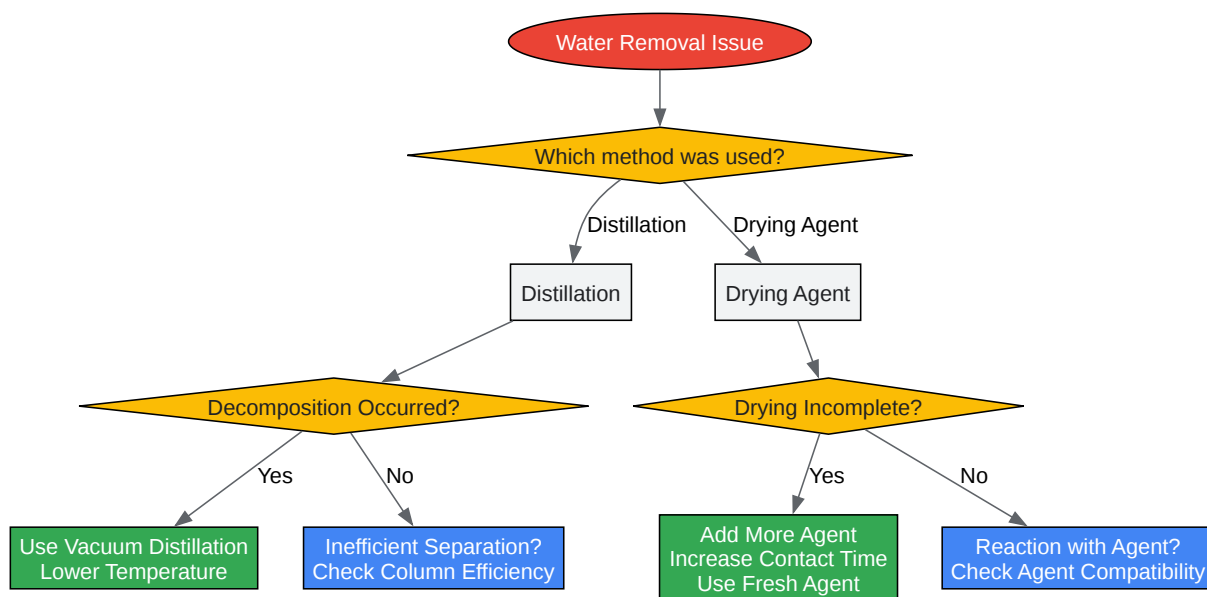 Water Removal Issue
Which method was used?
Distillation
Drying Agent
Distillation
Drying Agent
Decomposition Occurred?
Drying Incomplete?
Yes
No
Yes
No
Use Vacuum Distillation
Lower Temperature
Inefficient Separation?
Check Column Efficiency
Add More Agent
Increase Contact Time
Use Fresh Agent
Reaction with Agent?
Check Agent Compatibility